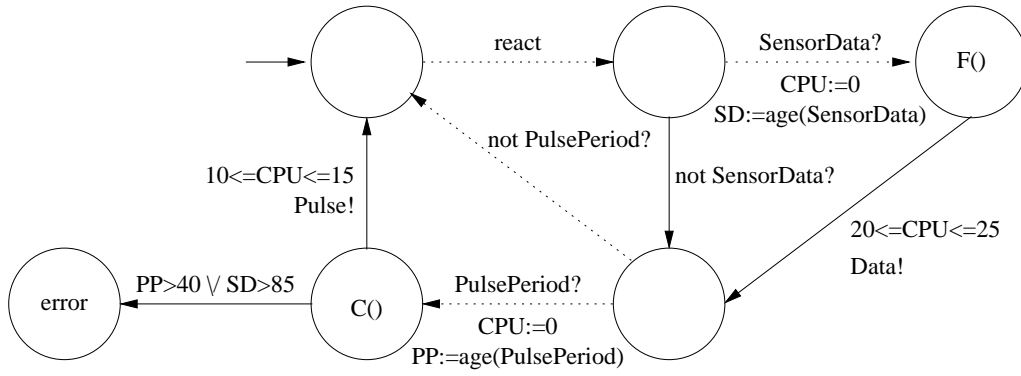 react
SensorData?
F()
CPU:=0
SD:=age(SensorData)
not PulsePeriod?
10<=CPU<=15
Pulse!
not SensorData?
20<=CPU<=25
Data!
error
PP>40 \/ SD>85
C()
PulsePeriod?
CPU:=0
PP:=age(PulsePeriod)